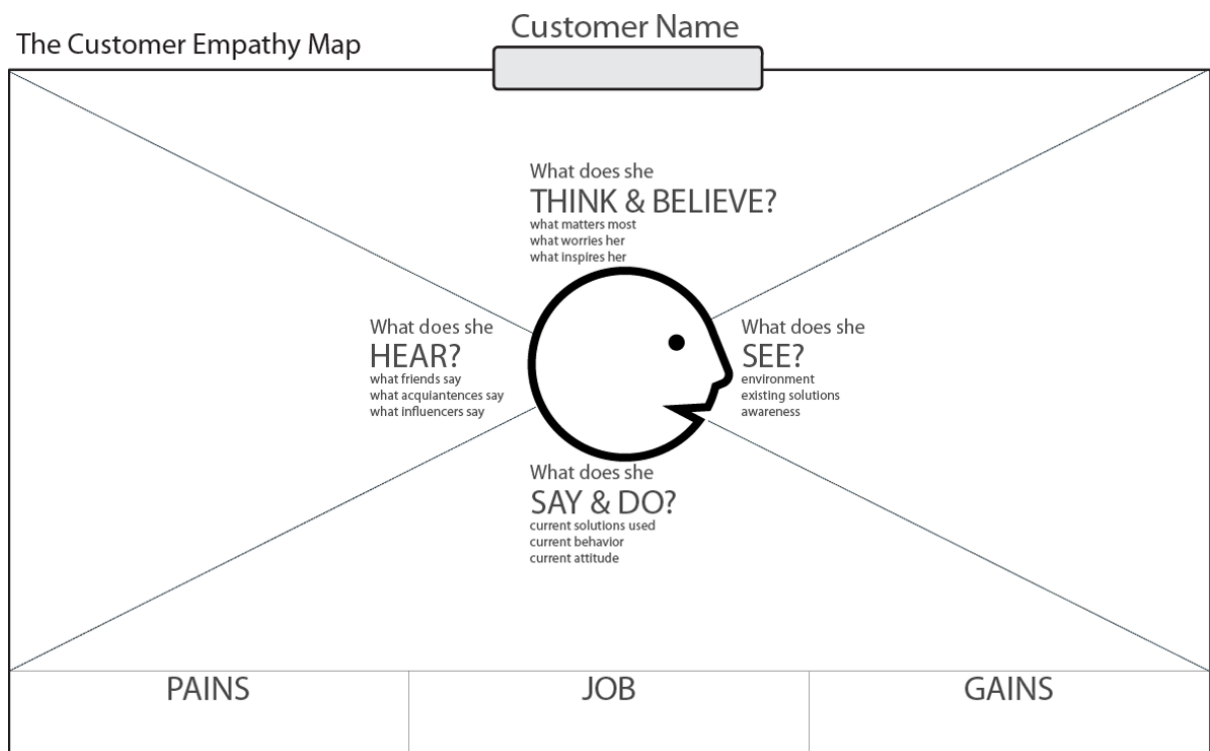 The Customer Empathy Map
Customer Name
What does she
THINK & BELIEVE?
what matters most
what worries her
what inspires her
What does she
HEAR?
what friends say
what acquiantences say
what influencers say
What does she
SEE?
environment
existing solutions
awareness
What does she
SAY & DO?
current solutions used
current behavior
current attitude
PAINS
JOB
GAINS